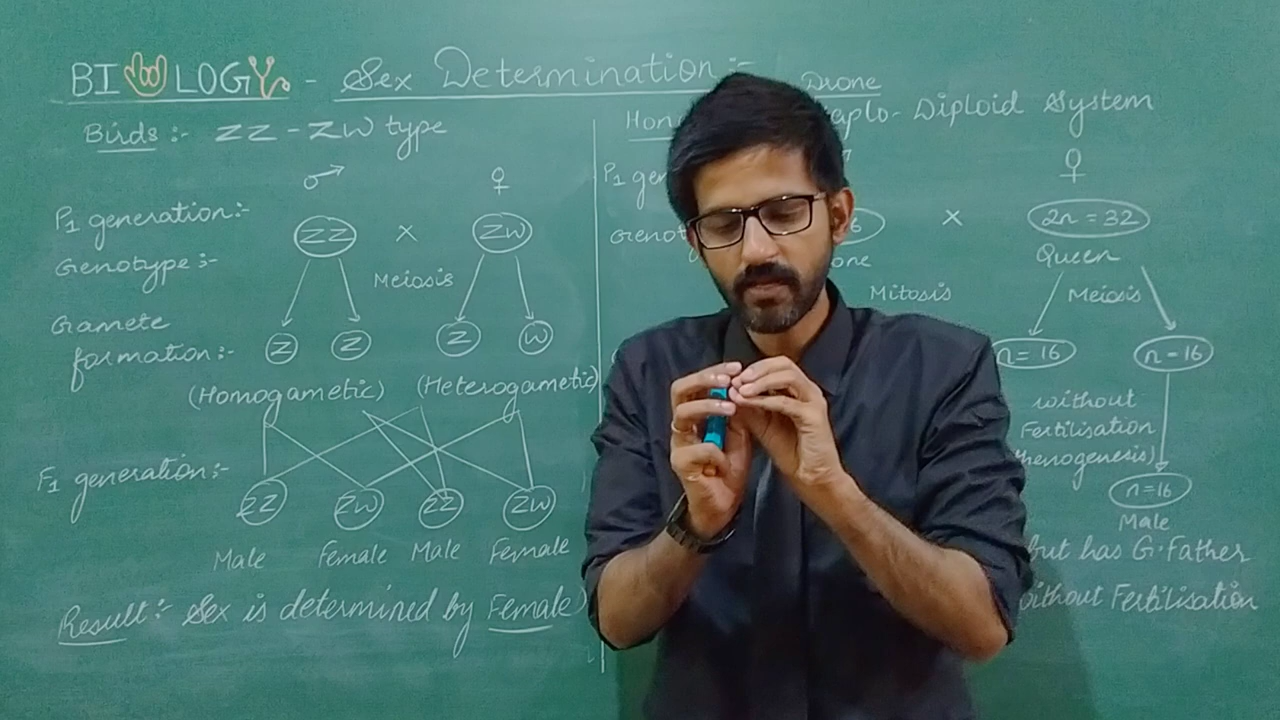 BIOLOGY - Sex Determination :-
Birds :- ZZ - ZW type
♂ ♀
P₁ generation:- ZZ × ZW
Genotype :-
Meiosis
Gamete
formation:- Z Z Z W
(Homogametic) (Heterogametic)
F₁ generation:- ZZ ZW ZZ ZW
Male Female Male Female
Result :- Sex is determined by Female
Drone
Diploid System
♀
P₁
× 2n = 32
Queen
Mitosis Meiosis
n = 16 n = 16
without
Fertilisation
n = 16
Male
but has G. Father
without Fertilisation